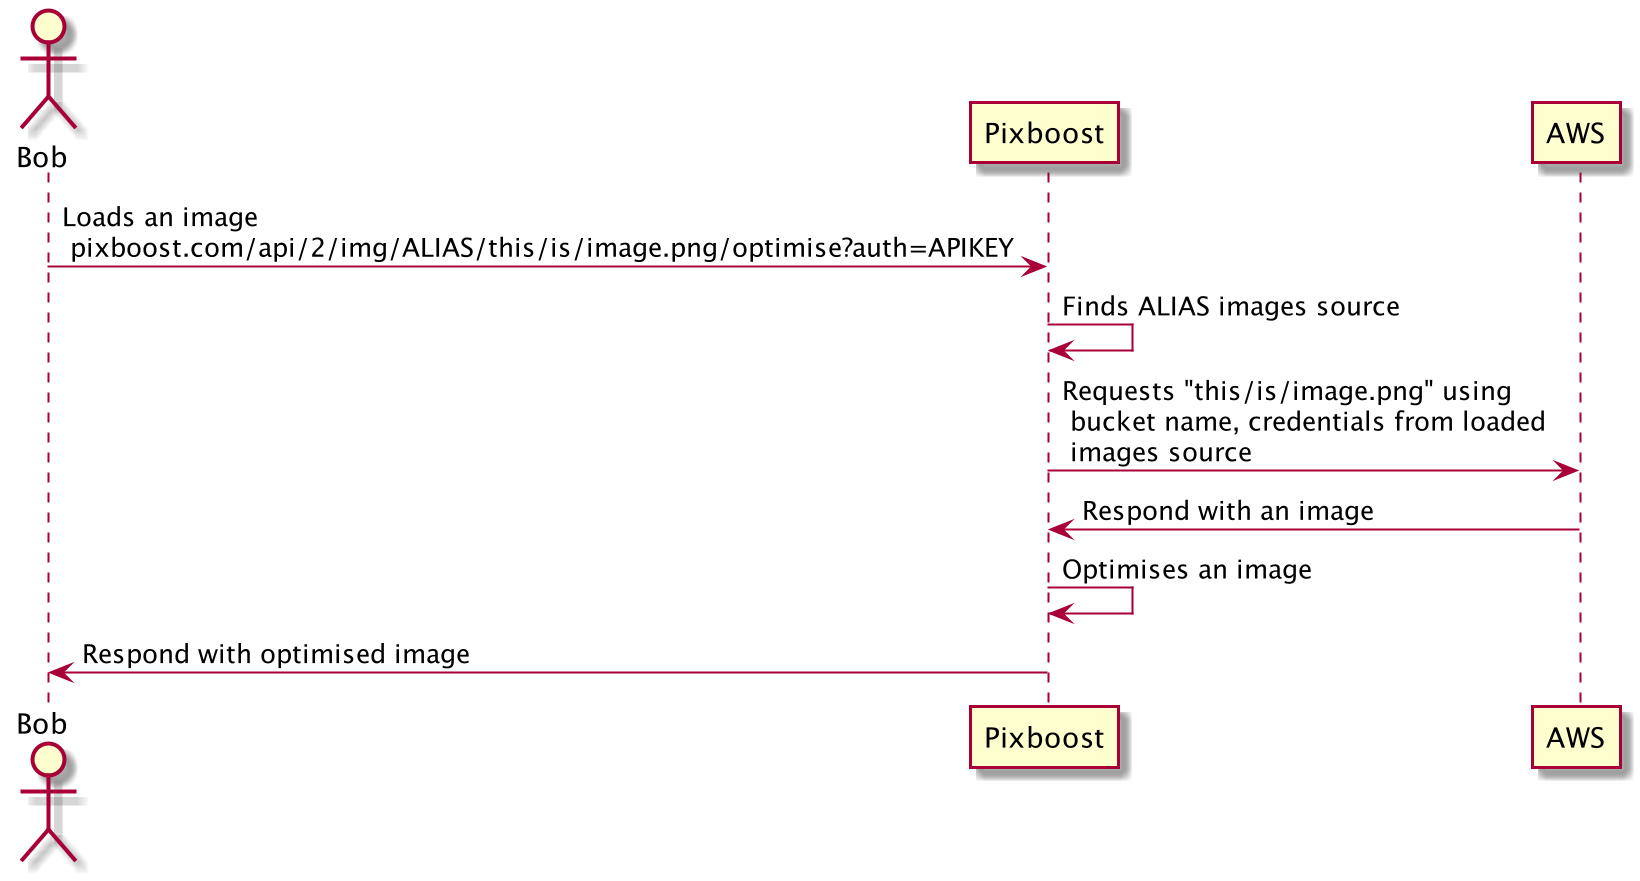 Bob
Pixboost
AWS
Loads an image
pixboost.com/api/2/img/ALIAS/this/is/image.png/optimise?auth=APIKEY
Finds ALIAS images source
Requests "this/is/image.png" using
bucket name, credentials from loaded
images source
Respond with an image
Optimises an image
Respond with optimised image
Bob
Pixboost
AWS